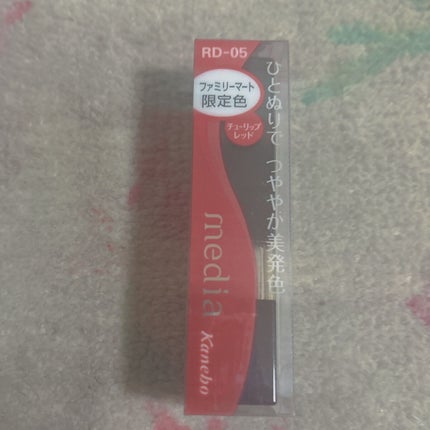 RD-05
ファミリーマート
限定色
チューリップ
レッド
ひとぬりで つややか美発色
media
Kanebo